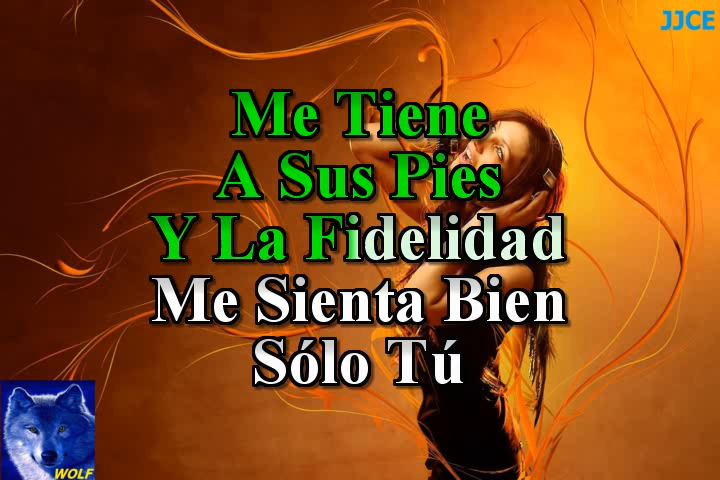 JJCE
Me Tiene
A Sus Pies
Y La Fidelidad
Me Sienta Bien
Sólo Tú
WOLF